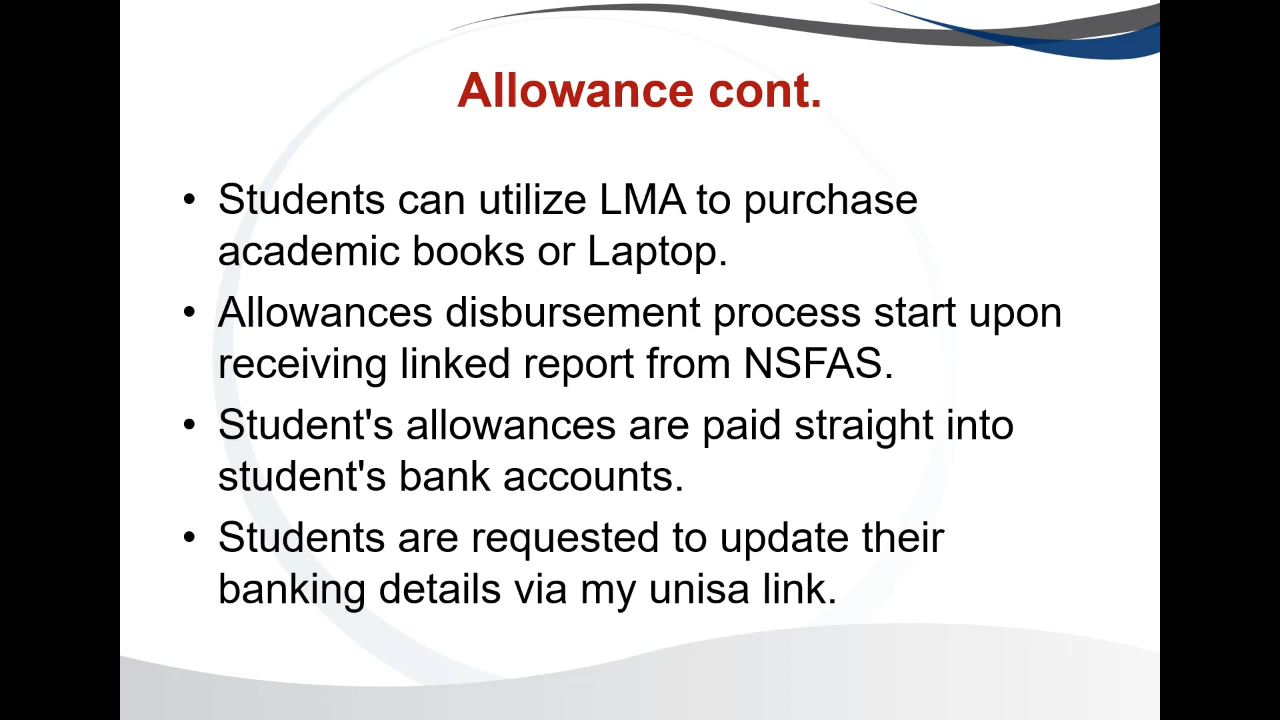 Allowance cont.
• Students can utilize LMA to purchase
academic books or Laptop.
• Allowances disbursement process start upon
receiving linked report from NSFAS.
• Student's allowances are paid straight into
student's bank accounts.
• Students are requested to update their
banking details via my unisa link.